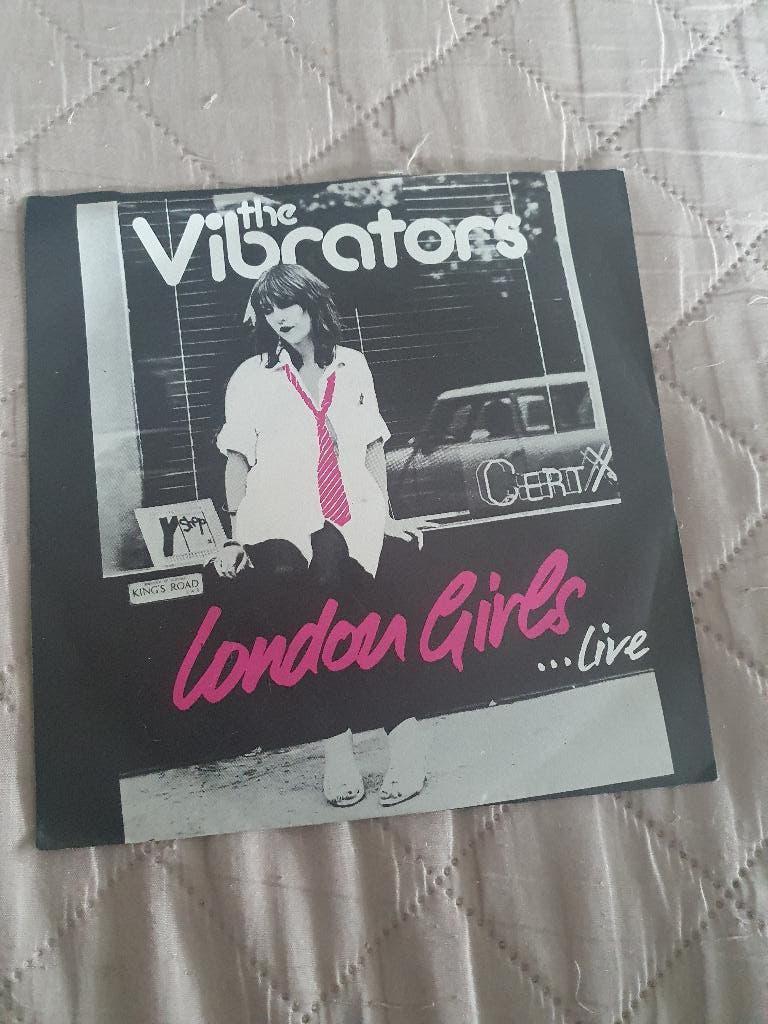 the
Vibrators
CERT X
KING'S ROAD
London Girls
...live